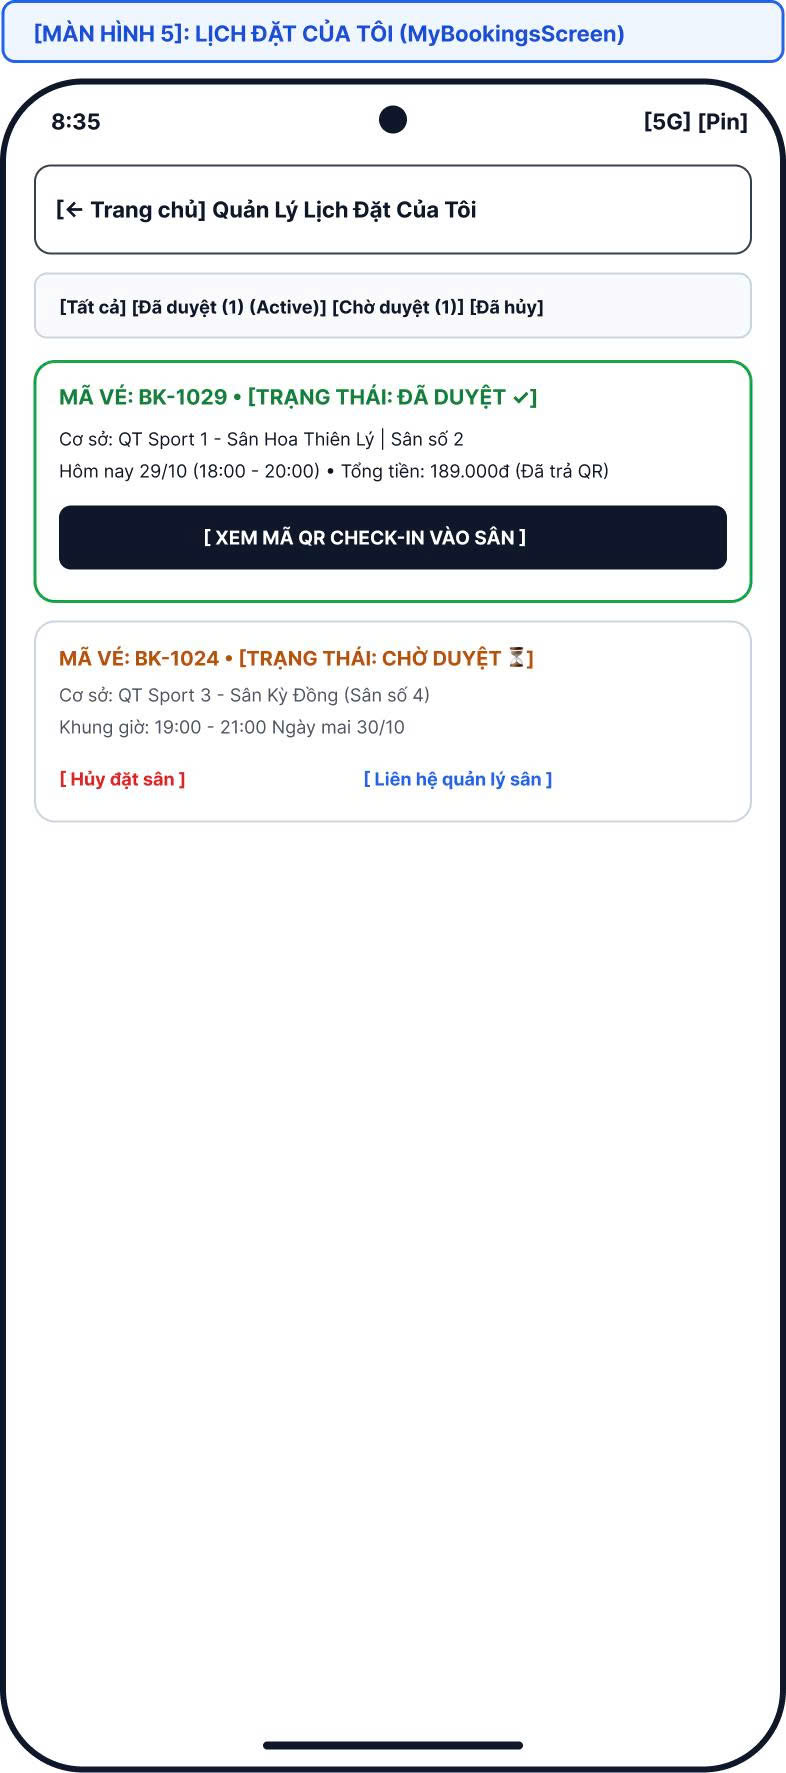 [MÀN HÌNH 5]: LỊCH ĐẶT CỦA TÔI (MyBookingsScreen)
8:35
[5G] [Pin]
[← Trang chủ] Quản Lý Lịch Đặt Của Tôi
[Tất cả] [Đã duyệt (1) (Active)] [Chờ duyệt (1)] [Đã hủy]
MÃ VÉ: BK-1029 • [TRẠNG THÁI: ĐÃ DUYỆT ✓]
Cơ sở: QT Sport 1 - Sân Hoa Thiên Lý | Sân số 2
Hôm nay 29/10 (18:00 - 20:00) • Tổng tiền: 189.000đ (Đã trả QR)
[ XEM MÃ QR CHECK-IN VÀO SÂN ]
MÃ VÉ: BK-1024 • [TRẠNG THÁI: CHỜ DUYỆT ⏳]
Cơ sở: QT Sport 3 - Sân Kỳ Đồng (Sân số 4)
Khung giờ: 19:00 - 21:00 Ngày mai 30/10
[ Hủy đặt sân ]
[ Liên hệ quản lý sân ]